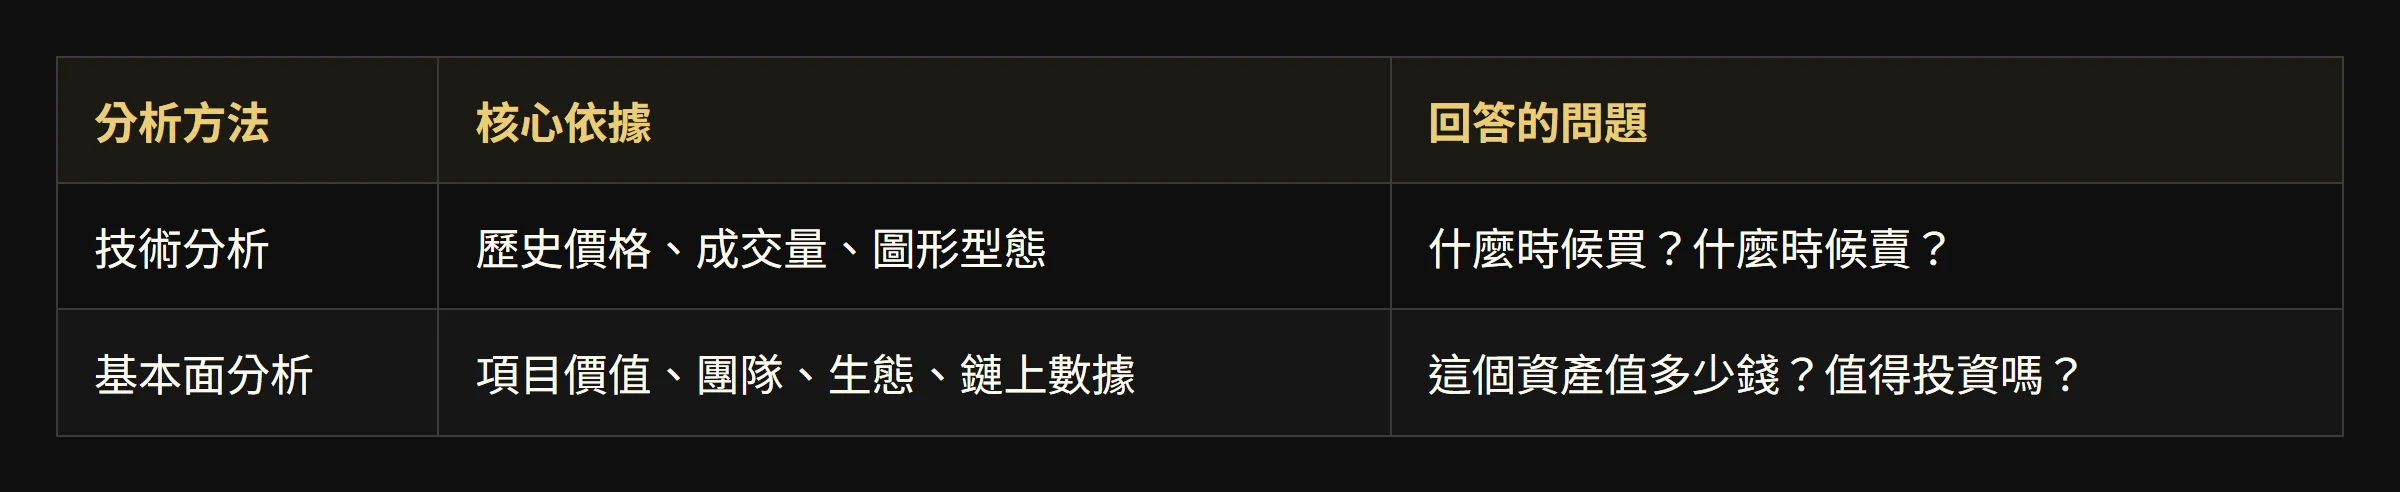 分析方法 核心依據 回答的問題
技術分析 歷史價格、成交量、圖形型態 什麼時候買？什麼時候賣？
基本面分析 項目價值、團隊、生態、鏈上數據 這個資產值多少錢？值得投資嗎？